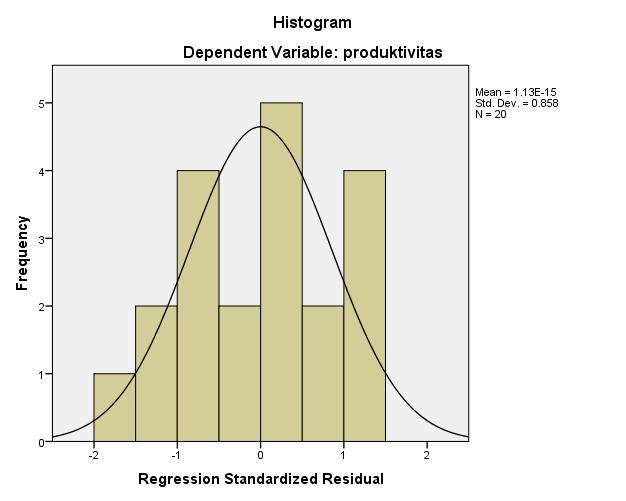 Histogram
Dependent Variable: produktivitas
Mean = 1.13E-15
Std. Dev. = 0.858
N = 20
Frequency
5
4
3
2
1
0
-2 -1 0 1 2
Regression Standardized Residual